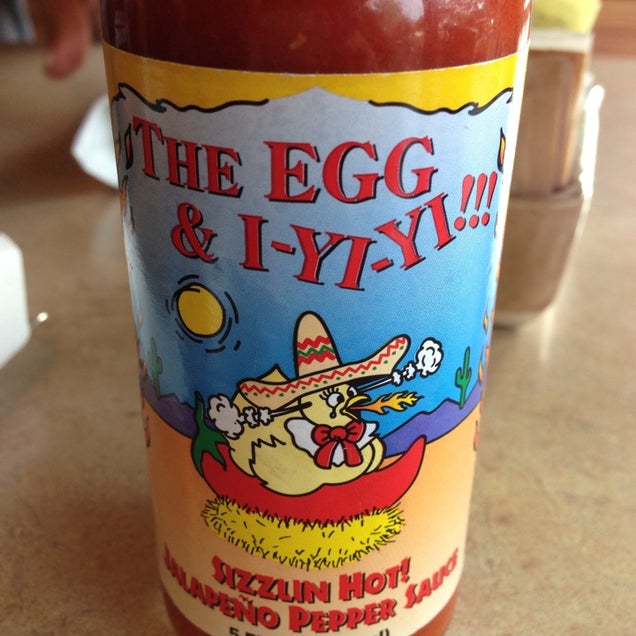 THE EGG
& I-YI-YI!!!
SIZZLIN HOT!
JALAPEÑO PEPPER SAUCE